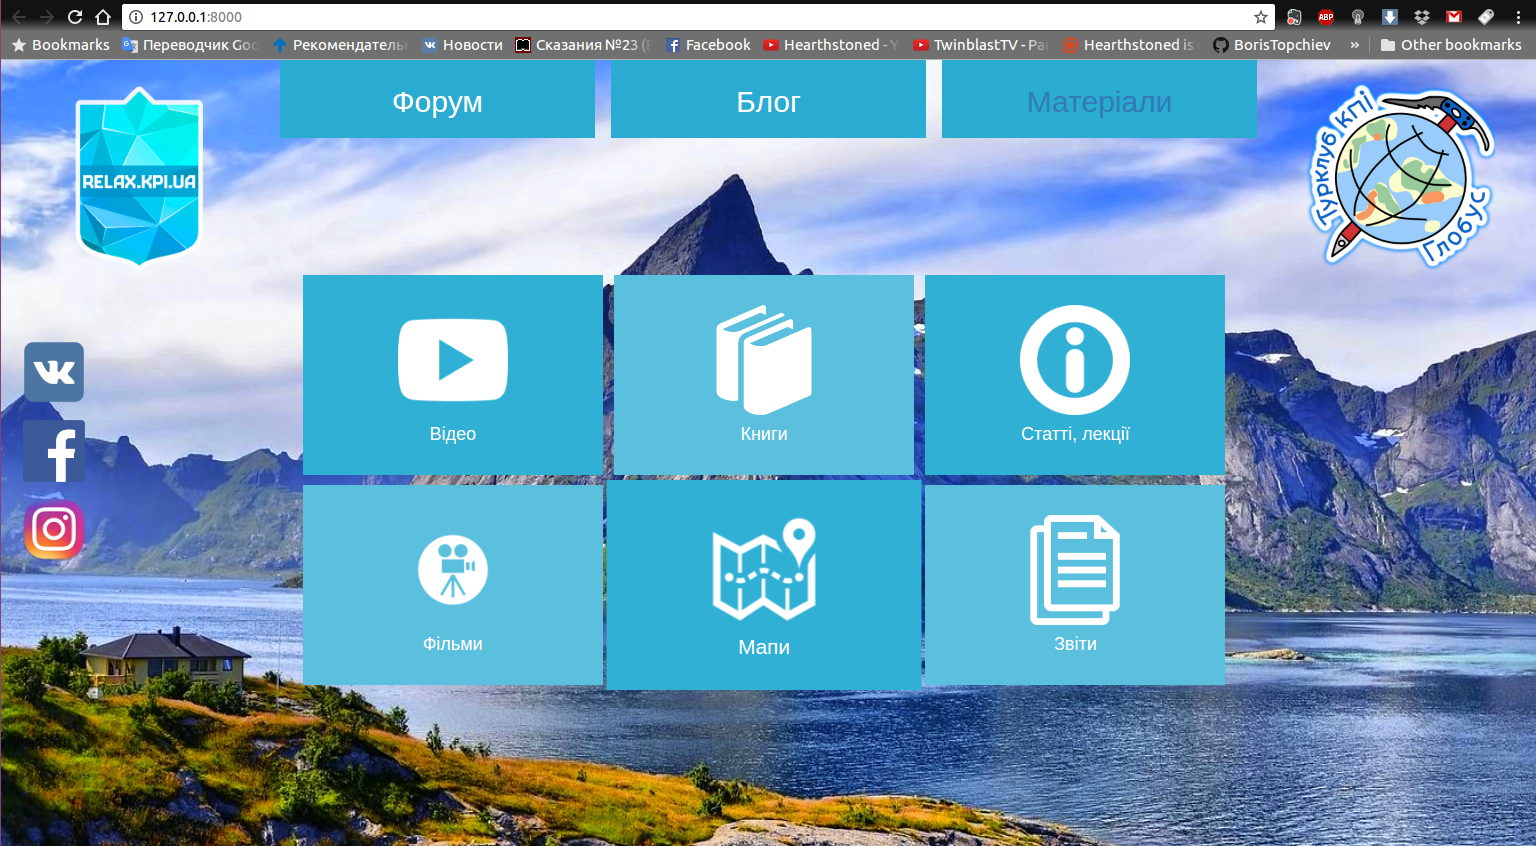 127.0.0.1:8000
Bookmarks
Переводчик Goo
Рекомендатель
Новости
Сказания №23 (
Facebook
Hearthstoned - Y
TwinblastTV - Pa
Hearthstoned is
BorisTopchiev
»
Other bookmarks
ABP
Форум
Блог
Матеріали
RELAX.KPI.UA
Турклуб КПІ
Глобус
Відео
Книги
Статті, лекції
Фільми
Мапи
Звіти